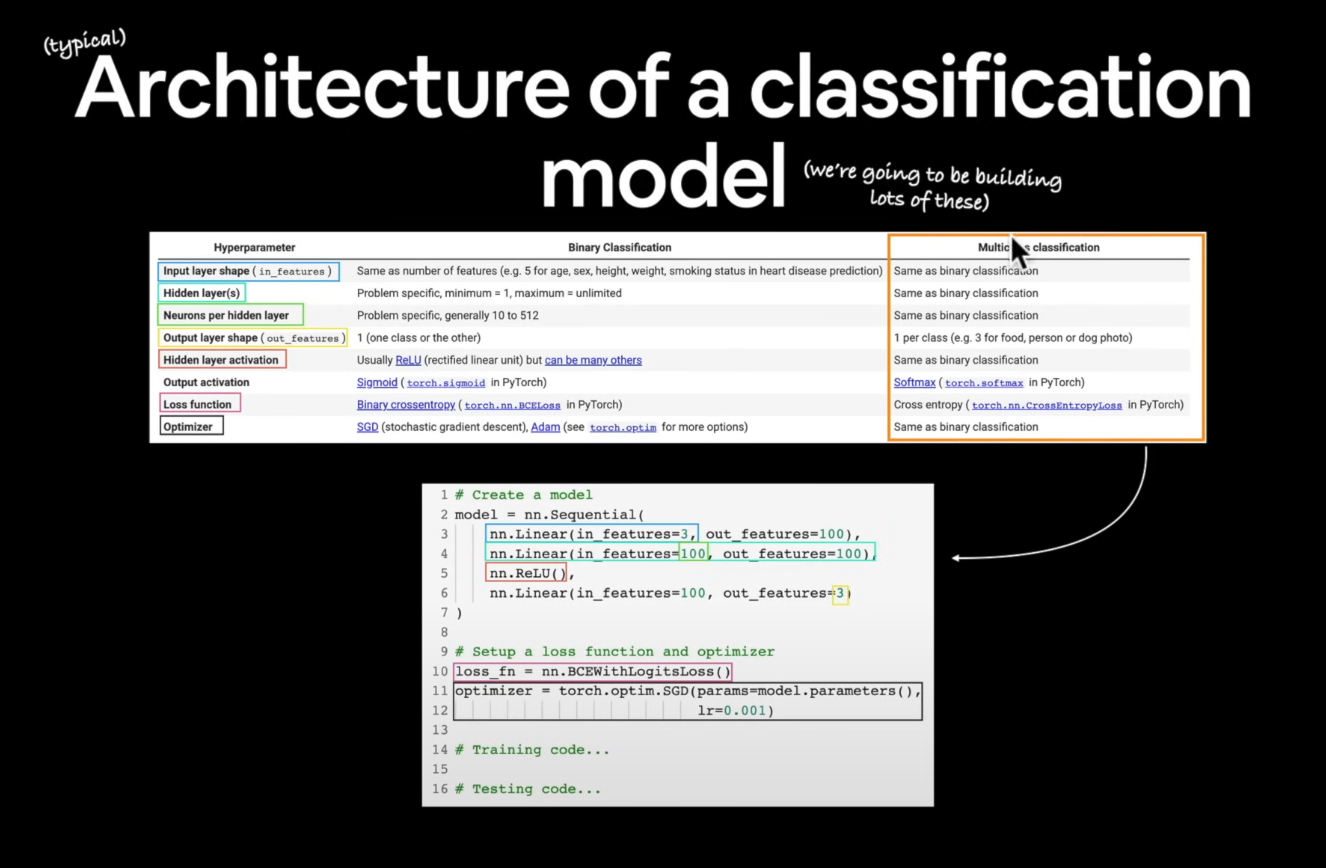 (typical)
Architecture of a classification
model
(we're going to be building
lots of these)
Hyperparameter Binary Classification classification
Input layer shape (in_features) Same as number of features (e.g. 5 for age, sex, height, weight, smoking status in heart disease prediction) Same as binary classification
Hidden layer(s) Problem specific, minimum = 1, maximum = unlimited Same as binary classification
Neurons per hidden layer Problem specific, generally 10 to 512 Same as binary classification
Output layer shape (out_features) 1 (one class or the other) 1 per class (e.g. 3 for food, person or dog photo)
Hidden layer activation Usually ReLU (rectified linear unit) but can be many others Same as binary classification
Output activation Sigmoid (torch.sigmoid in PyTorch) Softmax (torch.softmax in PyTorch)
Loss function Binary crossentropy (torch.nn.BCELoss in PyTorch) Cross entropy (torch.nn.CrossEntropyLoss in PyTorch)
Optimizer SGD (stochastic gradient descent), Adam (see torch.optim for more options) Same as binary classification
1 # Create a model
2 model = nn.Sequential(
3 nn.Linear(in_features=3, out_features=100),
4 nn.Linear(in_features=100, out_features=100),
5 nn.ReLU(),
6 nn.Linear(in_features=100, out_features=3)
7 )
8
9 # Setup a loss function and optimizer
10 loss_fn = nn.BCEWithLogitsLoss()
11 optimizer = torch.optim.SGD(params=model.parameters(),
12 lr=0.001)
13
14 # Training code...
15
16 # Testing code...